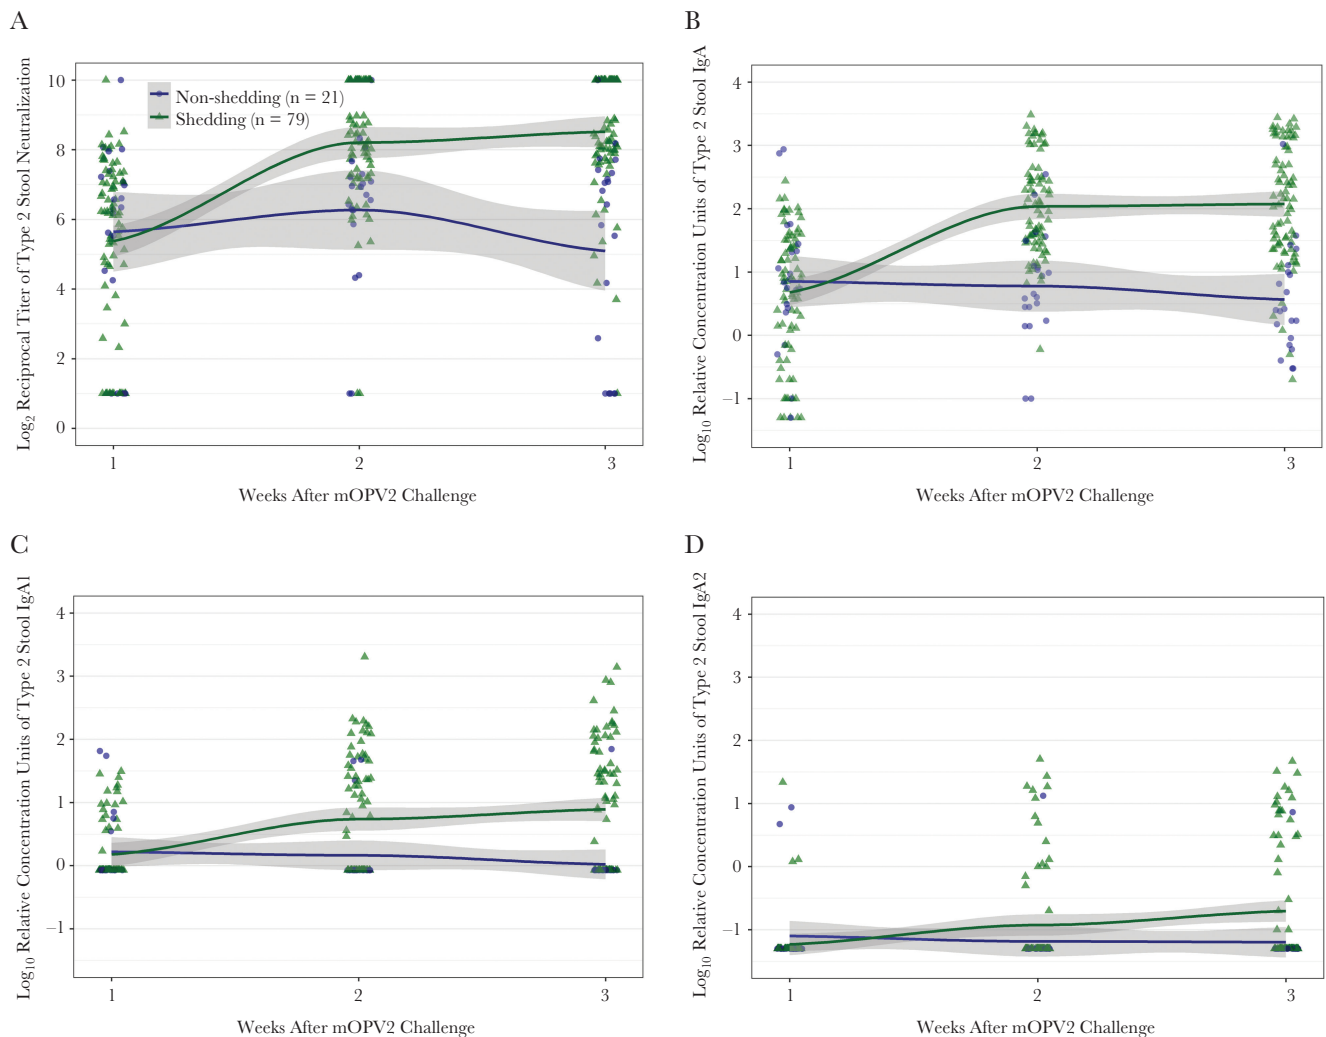 A
Log2 Reciprocal Titer of Type 2 Stool Neutralization
10
8
6
4
2
0
Non-shedding (n = 21)
Shedding (n = 79)
1
2
3
Weeks After mOPV2 Challenge
B
Log10 Relative Concentration Units of Type 2 Stool IgA
4
3
2
1
0
−1
1
2
3
Weeks After mOPV2 Challenge
C
Log10 Relative Concentration Units of Type 2 Stool IgA1
4
3
2
1
0
−1
1
2
3
Weeks After mOPV2 Challenge
D
Log10 Relative Concentration Units of Type 2 Stool IgA2
4
3
2
1
0
−1
1
2
3
Weeks After mOPV2 Challenge